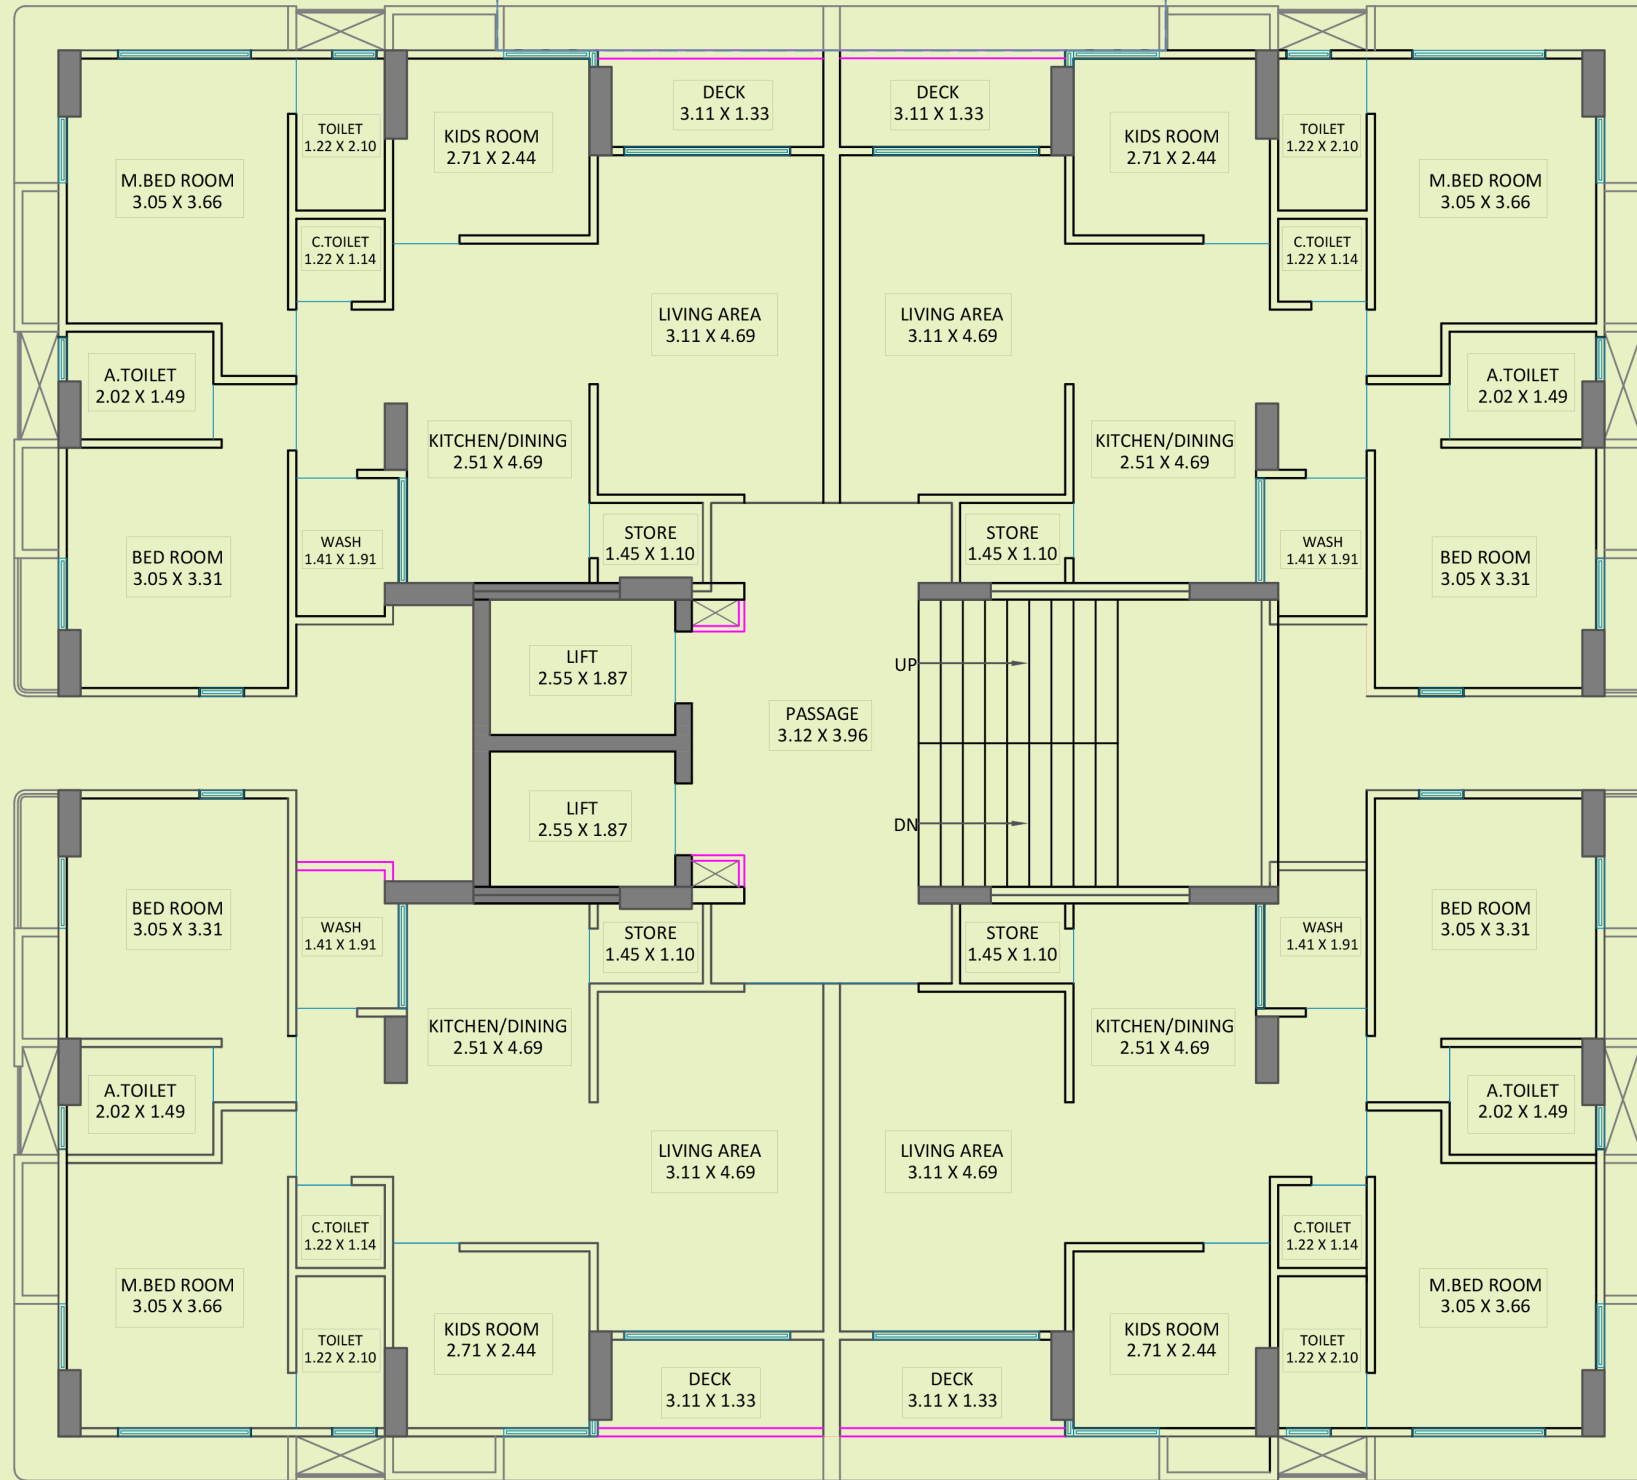 DECK
3.11 X 1.33
DECK
3.11 X 1.33
TOILET
1.22 X 2.10
KIDS ROOM
2.71 X 2.44
KIDS ROOM
2.71 X 2.44
TOILET
1.22 X 2.10
M.BED ROOM
3.05 X 3.66
M.BED ROOM
3.05 X 3.66
C.TOILET
1.22 X 1.14
C.TOILET
1.22 X 1.14
LIVING AREA
3.11 X 4.69
LIVING AREA
3.11 X 4.69
A.TOILET
2.02 X 1.49
A.TOILET
2.02 X 1.49
KITCHEN/DINING
2.51 X 4.69
KITCHEN/DINING
2.51 X 4.69
BED ROOM
3.05 X 3.31
WASH
1.41 X 1.91
STORE
1.45 X 1.10
STORE
1.45 X 1.10
WASH
1.41 X 1.91
BED ROOM
3.05 X 3.31
LIFT
2.55 X 1.87
UP
PASSAGE
3.12 X 3.96
LIFT
2.55 X 1.87
DN
BED ROOM
3.05 X 3.31
WASH
1.41 X 1.91
STORE
1.45 X 1.10
STORE
1.45 X 1.10
WASH
1.41 X 1.91
BED ROOM
3.05 X 3.31
KITCHEN/DINING
2.51 X 4.69
KITCHEN/DINING
2.51 X 4.69
A.TOILET
2.02 X 1.49
A.TOILET
2.02 X 1.49
LIVING AREA
3.11 X 4.69
LIVING AREA
3.11 X 4.69
C.TOILET
1.22 X 1.14
C.TOILET
1.22 X 1.14
M.BED ROOM
3.05 X 3.66
M.BED ROOM
3.05 X 3.66
TOILET
1.22 X 2.10
KIDS ROOM
2.71 X 2.44
KIDS ROOM
2.71 X 2.44
TOILET
1.22 X 2.10
DECK
3.11 X 1.33
DECK
3.11 X 1.33